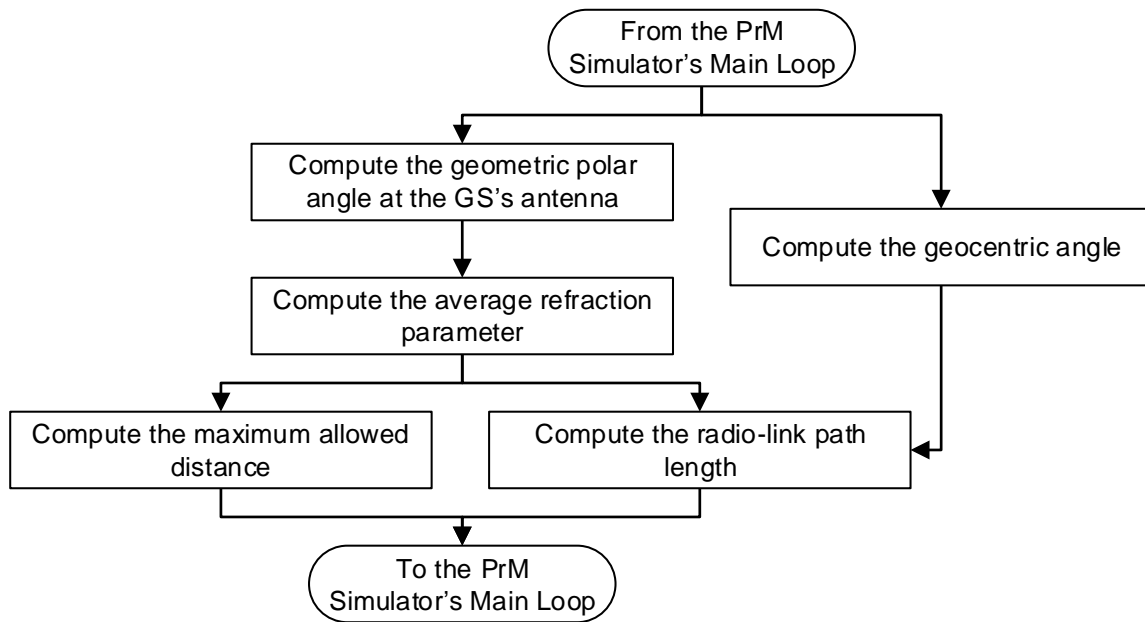 From the PrM
Simulator's Main Loop
Compute the geometric polar
angle at the GS's antenna
Compute the geocentric angle
Compute the average refraction
parameter
Compute the maximum allowed
distance
Compute the radio-link path
length
To the PrM
Simulator's Main Loop